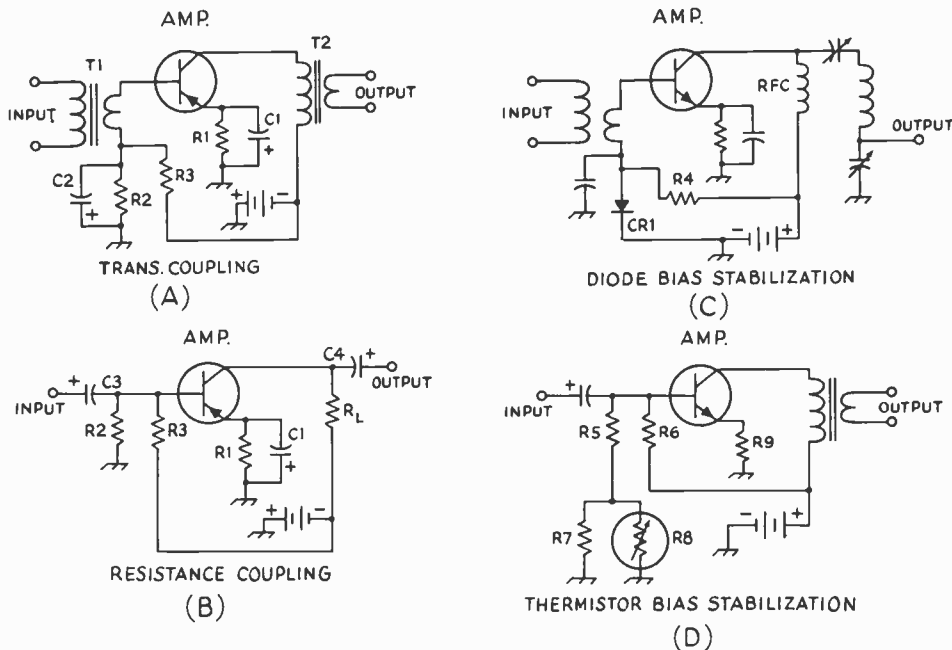 AMP.
T1
T2
INPUT
OUTPUT
R1
C1
+
C2
+
R2
R3
+
-
TRANS. COUPLING
(A)
AMP.
INPUT
RFC
OUTPUT
R4
CR1
-
+
DIODE BIAS STABILIZATION
(C)
AMP.
+
C3
C4
+
INPUT
OUTPUT
R2
R3
R1
C1
+
RL
+
-
RESISTANCE COUPLING
(B)
AMP.
+
INPUT
OUTPUT
R5
R6
R9
R7
R8
-
+
THERMISTOR BIAS STABILIZATION
(D)